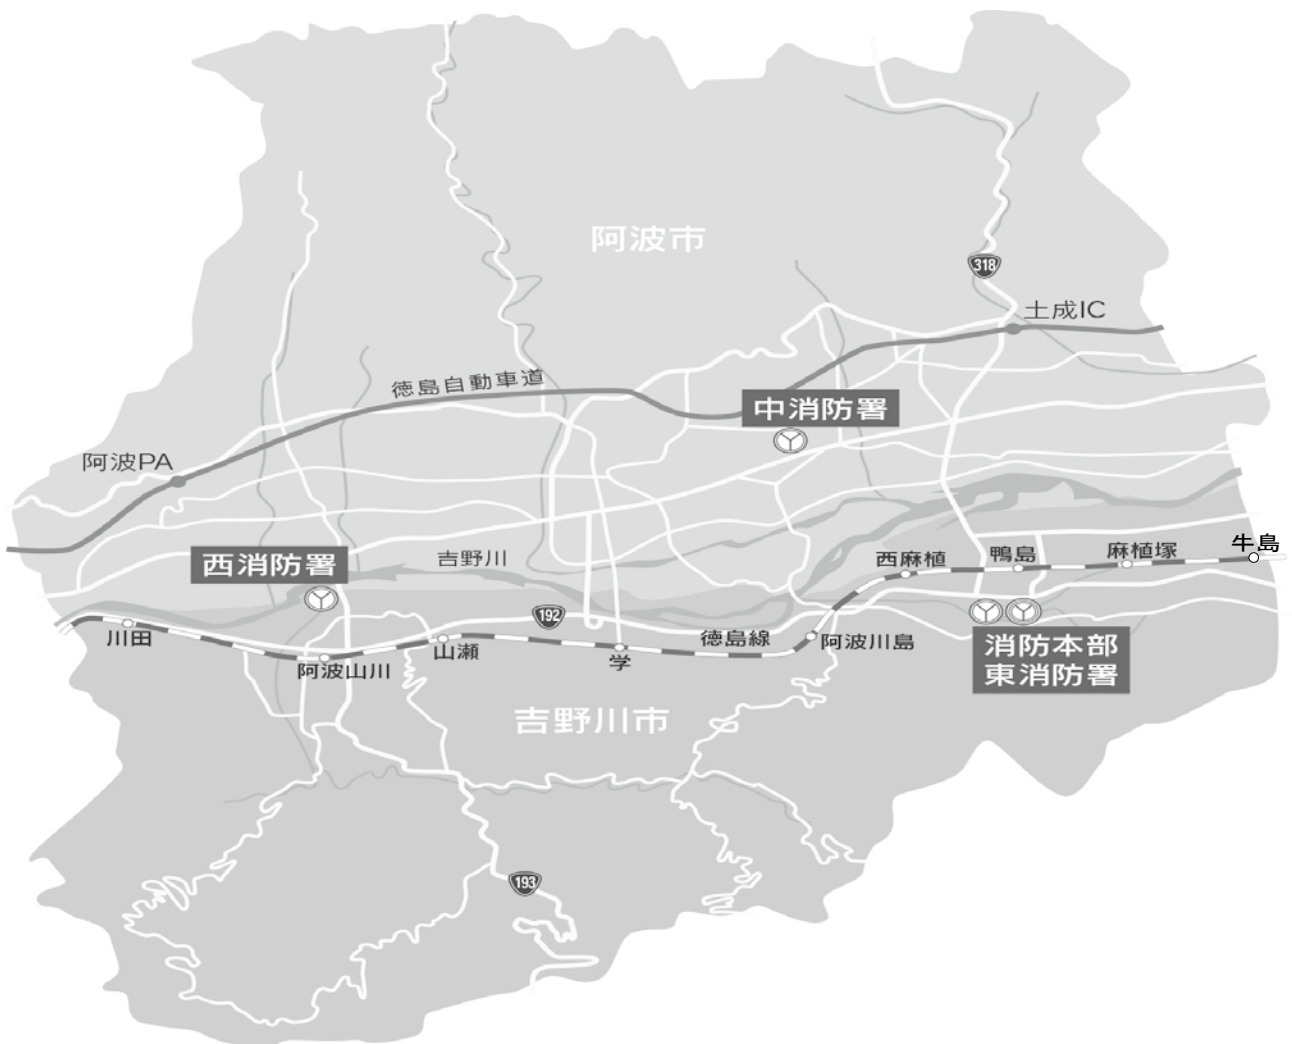 阿波市
318
土成IC
徳島自動車道
中消防署
阿波PA
西消防署
吉野川
西麻植
鴨島
麻植塚
牛島
192
川田
阿波山川
山瀬
学
徳島線
阿波川島
消防本部
東消防署
吉野川市
193